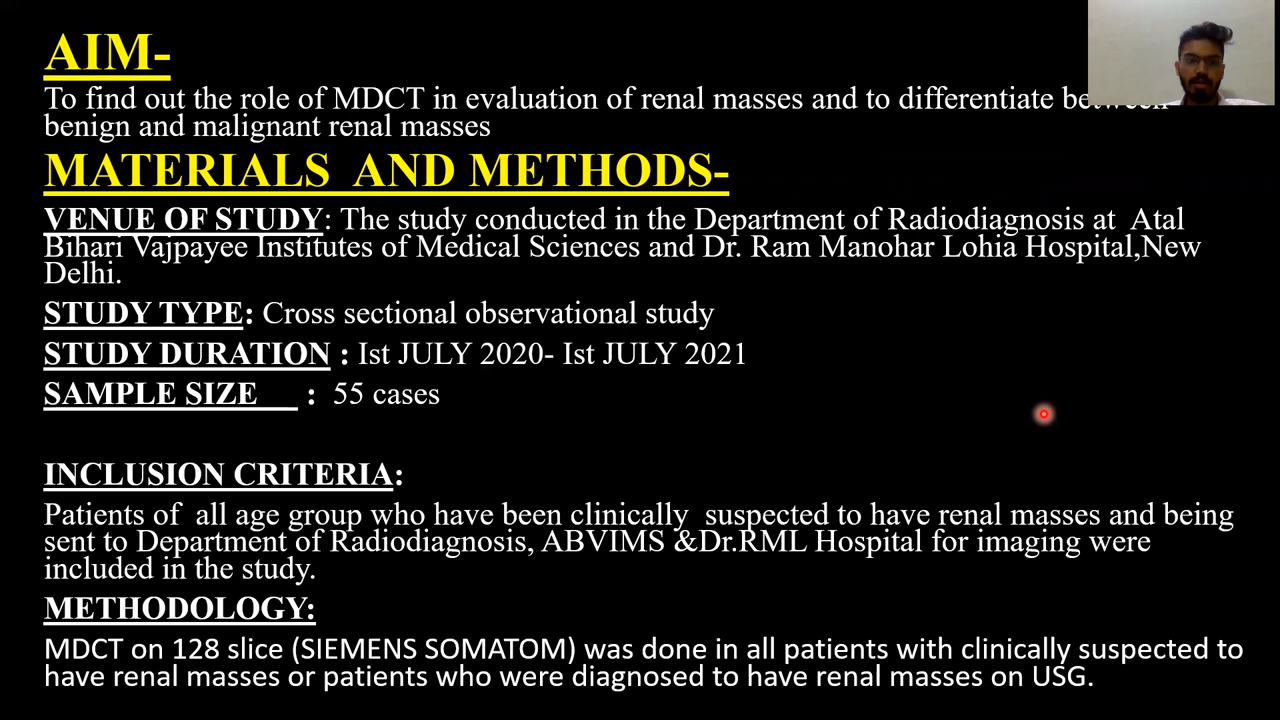 AIM-
To find out the role of MDCT in evaluation of renal masses and to differentiate between
benign and malignant renal masses
MATERIALS AND METHODS-
VENUE OF STUDY: The study conducted in the Department of Radiodiagnosis at Atal
Bihari Vajpayee Institutes of Medical Sciences and Dr. Ram Manohar Lohia Hospital,New
Delhi.
STUDY TYPE: Cross sectional observational study
STUDY DURATION : Ist JULY 2020- Ist JULY 2021
SAMPLE SIZE : 55 cases
INCLUSION CRITERIA:
Patients of all age group who have been clinically suspected to have renal masses and being
sent to Department of Radiodiagnosis, ABVIMS &Dr.RML Hospital for imaging were
included in the study.
METHODOLOGY:
MDCT on 128 slice (SIEMENS SOMATOM) was done in all patients with clinically suspected to
have renal masses or patients who were diagnosed to have renal masses on USG.